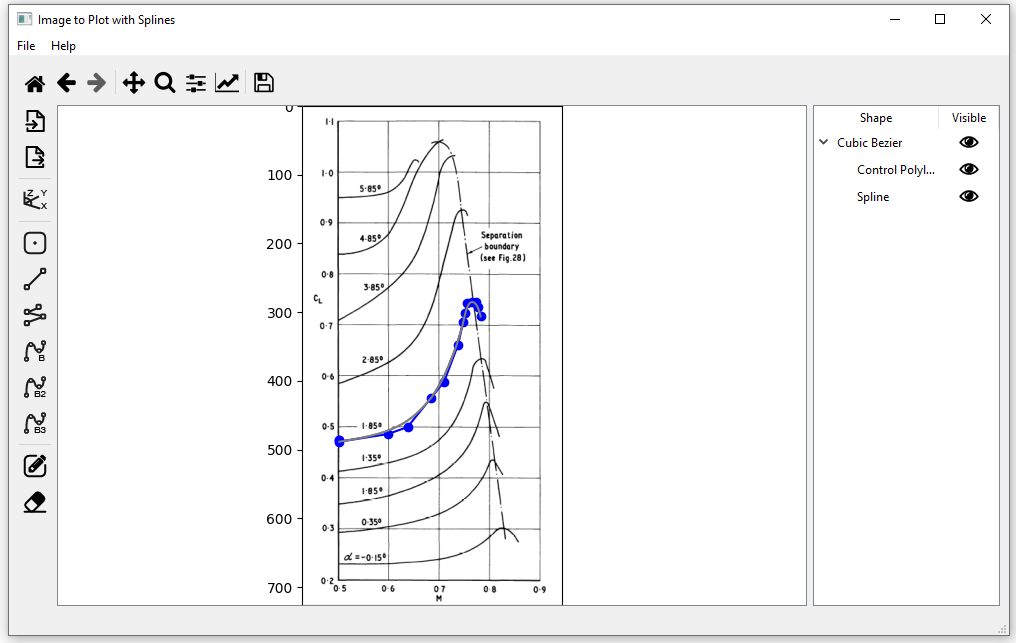 Image to Plot with Splines
File Help
Z Y
X
B
B2
B3
0
100
200
300
400
500
600
700
1·1
1·0
0·9
0·8
CL
0·7
0·6
0·5
0·4
0·3
0·2
5·85°
4·85°
3·85°
2·85°
1·85°
1·35°
1·85°
0·35°
α = -0·15°
Separation
boundary
(see Fig.28)
0·5 0·6 0·7 0·8 0·9
M
Shape Visible
Cubic Bezier
Control Polyl...
Spline